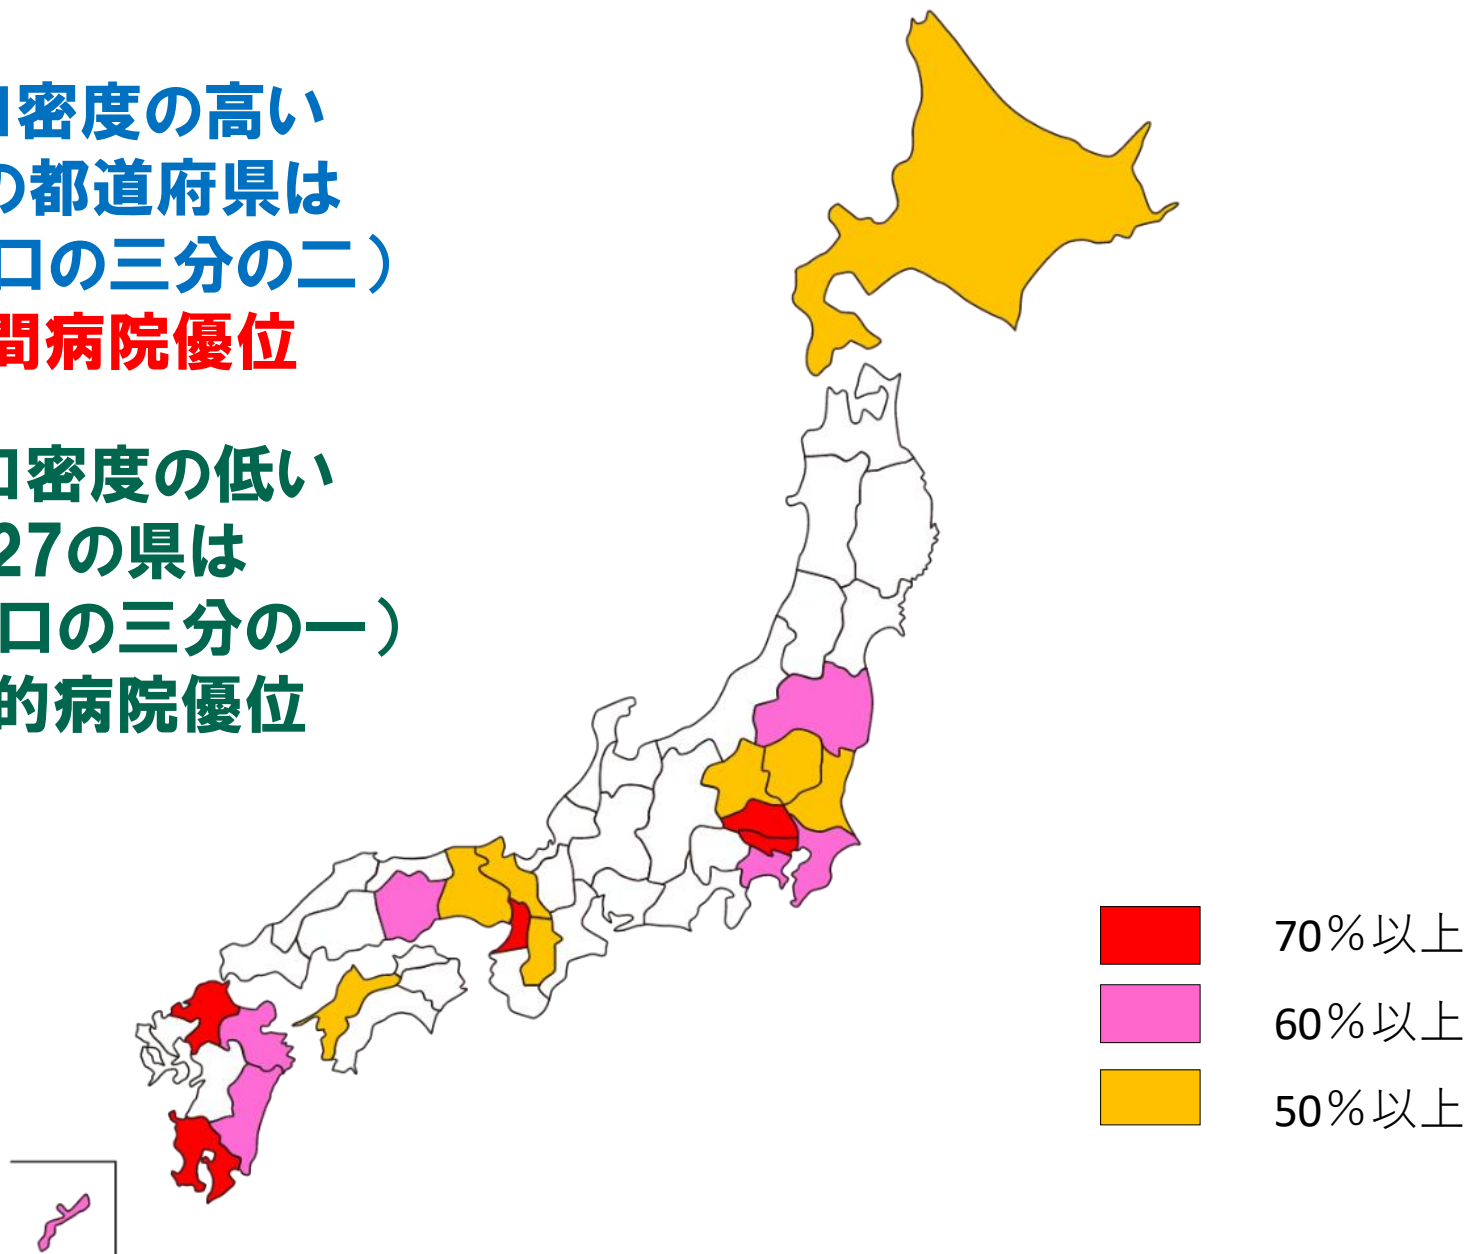 口密度の高い
の都道府県は
口の三分の二）
間病院優位
口密度の低い
27の県は
口の三分の一）
的病院優位
70％以上
60％以上
50％以上